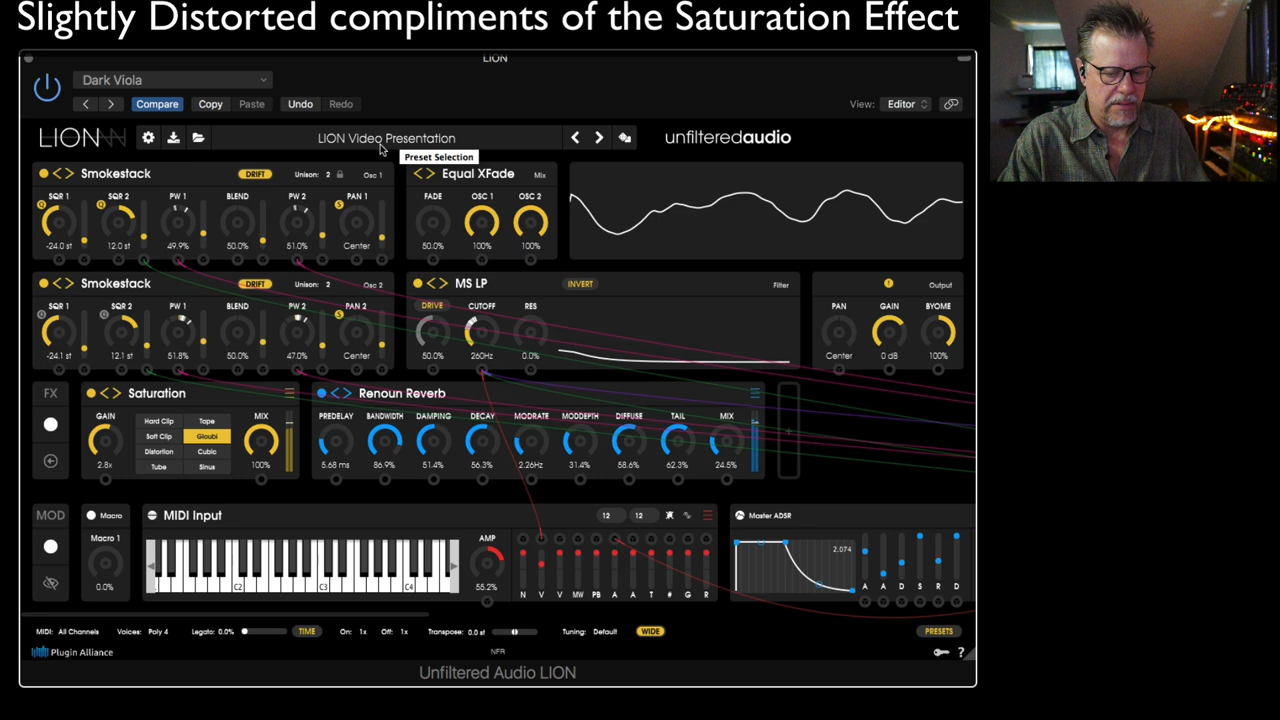 Slightly Distorted compliments of the Saturation Effect
LION
Dark Viola
Compare Copy Paste Undo Redo View: Editor
LION LION Video Presentation unfilteredaudio
Preset Selection
Smokestack DRIFT Unison: 2 Osc 1 Equal XFade Mix
SQR 1 SQR 2 PW 1 BLEND PW 2 PAN 1 FADE OSC 1 OSC 2
Q Q S
-24.0 st 12.0 st 49.9% 50.0% 51.0% Center 50.0% 100% 100%
Smokestack DRIFT Unison: 2 Osc 2 MS LP INVERT Filter ! Output
SQR 1 SQR 2 PW 1 BLEND PW 2 PAN 2 DRIVE CUTOFF RES PAN GAIN BYOME
Q Q S
-24.1 st 12.1 st 51.8% 50.0% 47.0% Center 50.0% 260Hz 0.0% Center 0 dB 100%
FX Saturation Renoun Reverb
GAIN Hard Clip Tape MIX PREDELAY BANDWIDTH DAMPING DECAY MODRATE MODDEPTH DIFFUSE TAIL MIX
Soft Clip Gloubi
Distortion Cubic
2.8x Tube Sinus 100% 5.68 ms 86.9% 51.4% 56.3% 2.26Hz 31.4% 58.6% 62.3% 24.5%
MOD Macro MIDI Input 12 12 Master ADSR
Macro 1 AMP 2.074
0.0% C2 C3 C4 55.2% N V V MW PB A A T # G R A A D S R D
MIDI: All Channels Voices: Poly 4 Legato: 0.0% TIME On: 1x Off: 1x Transpose: 0.0 st Tuning: Default WIDE PRESETS
Plugin Alliance NFR ?
Unfiltered Audio LION